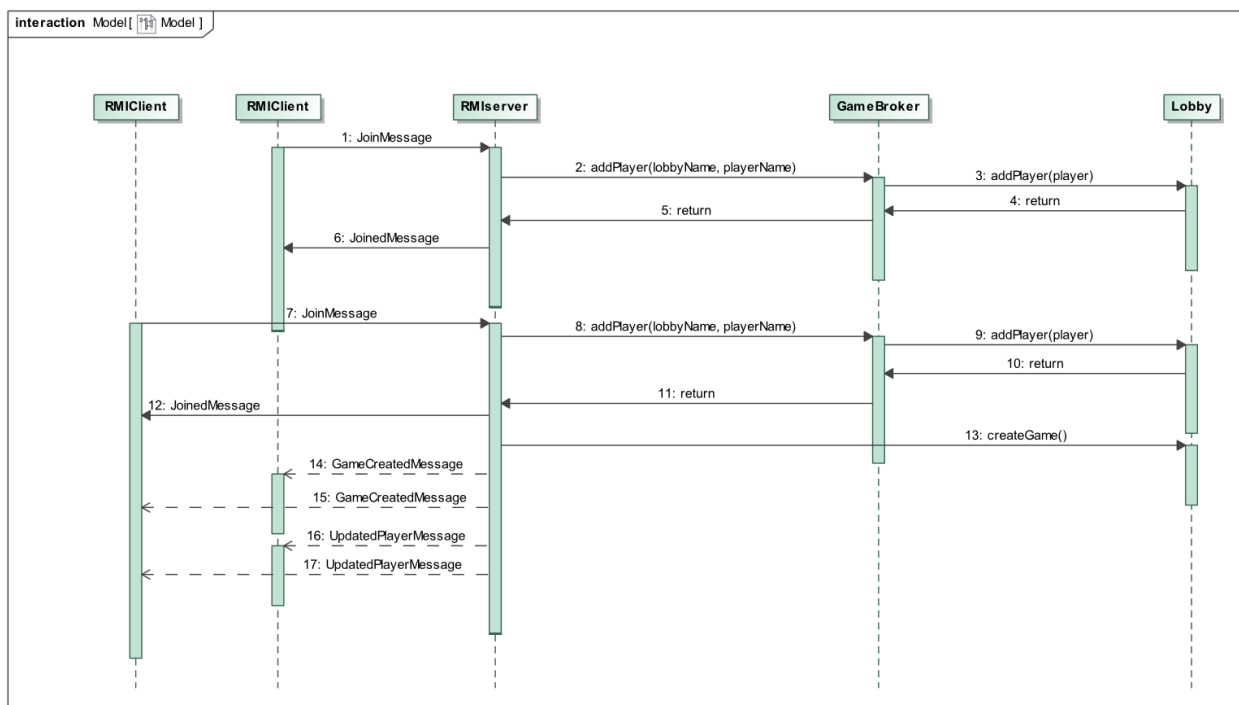 interaction Model [ Model ]
RMIClient RMIClient RMIserver GameBroker Lobby
1: JoinMessage
2: addPlayer(lobbyName, playerName)
3: addPlayer(player)
4: return
5: return
6: JoinedMessage
7: JoinMessage
8: addPlayer(lobbyName, playerName)
9: addPlayer(player)
10: return
11: return
12: JoinedMessage
13: createGame()
14: GameCreatedMessage
15: GameCreatedMessage
16: UpdatedPlayerMessage
17: UpdatedPlayerMessage